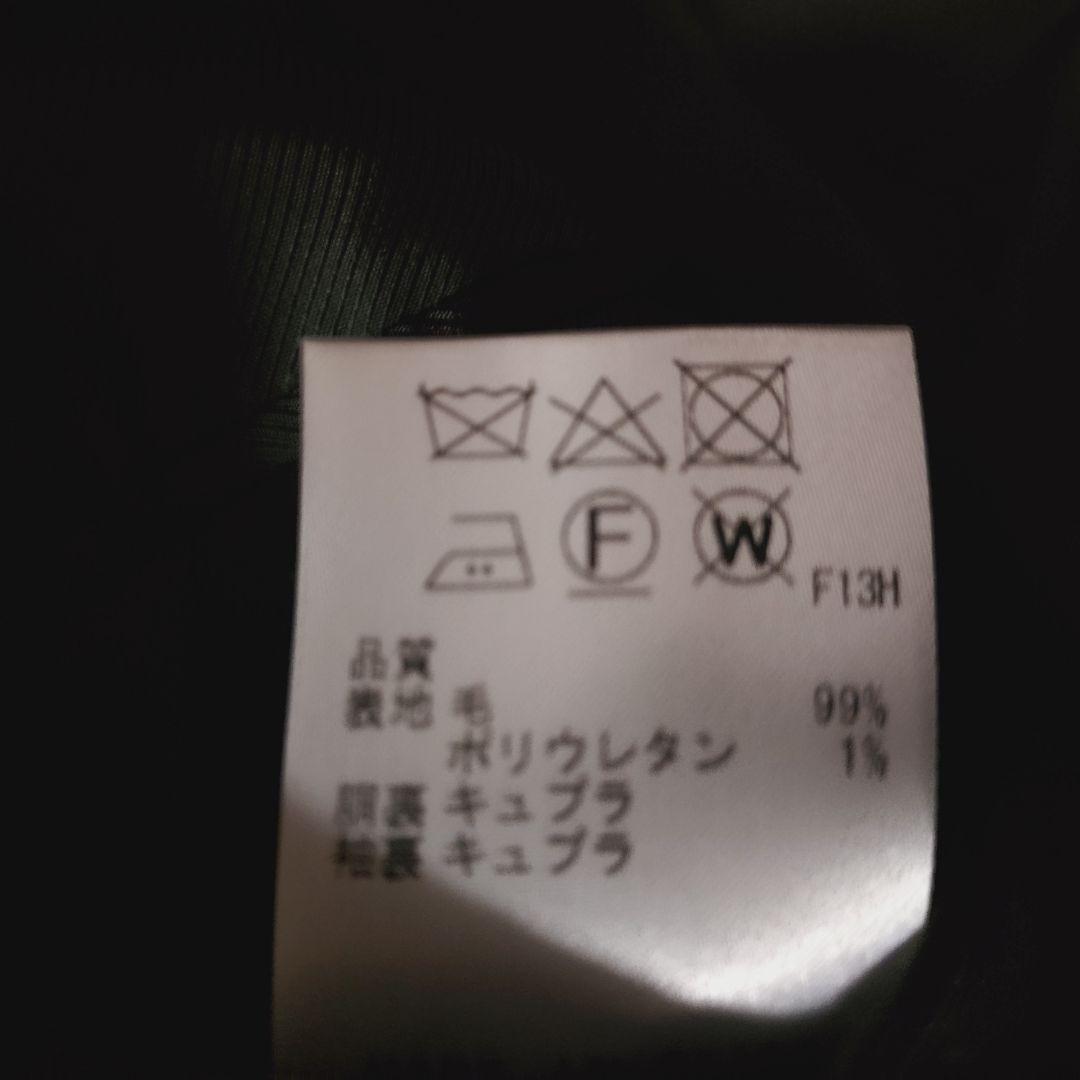 F
W
F13H
品質
表地 毛 99%
ポリウレタン 1%
胴裏 キュプラ
袖裏 キュプラ